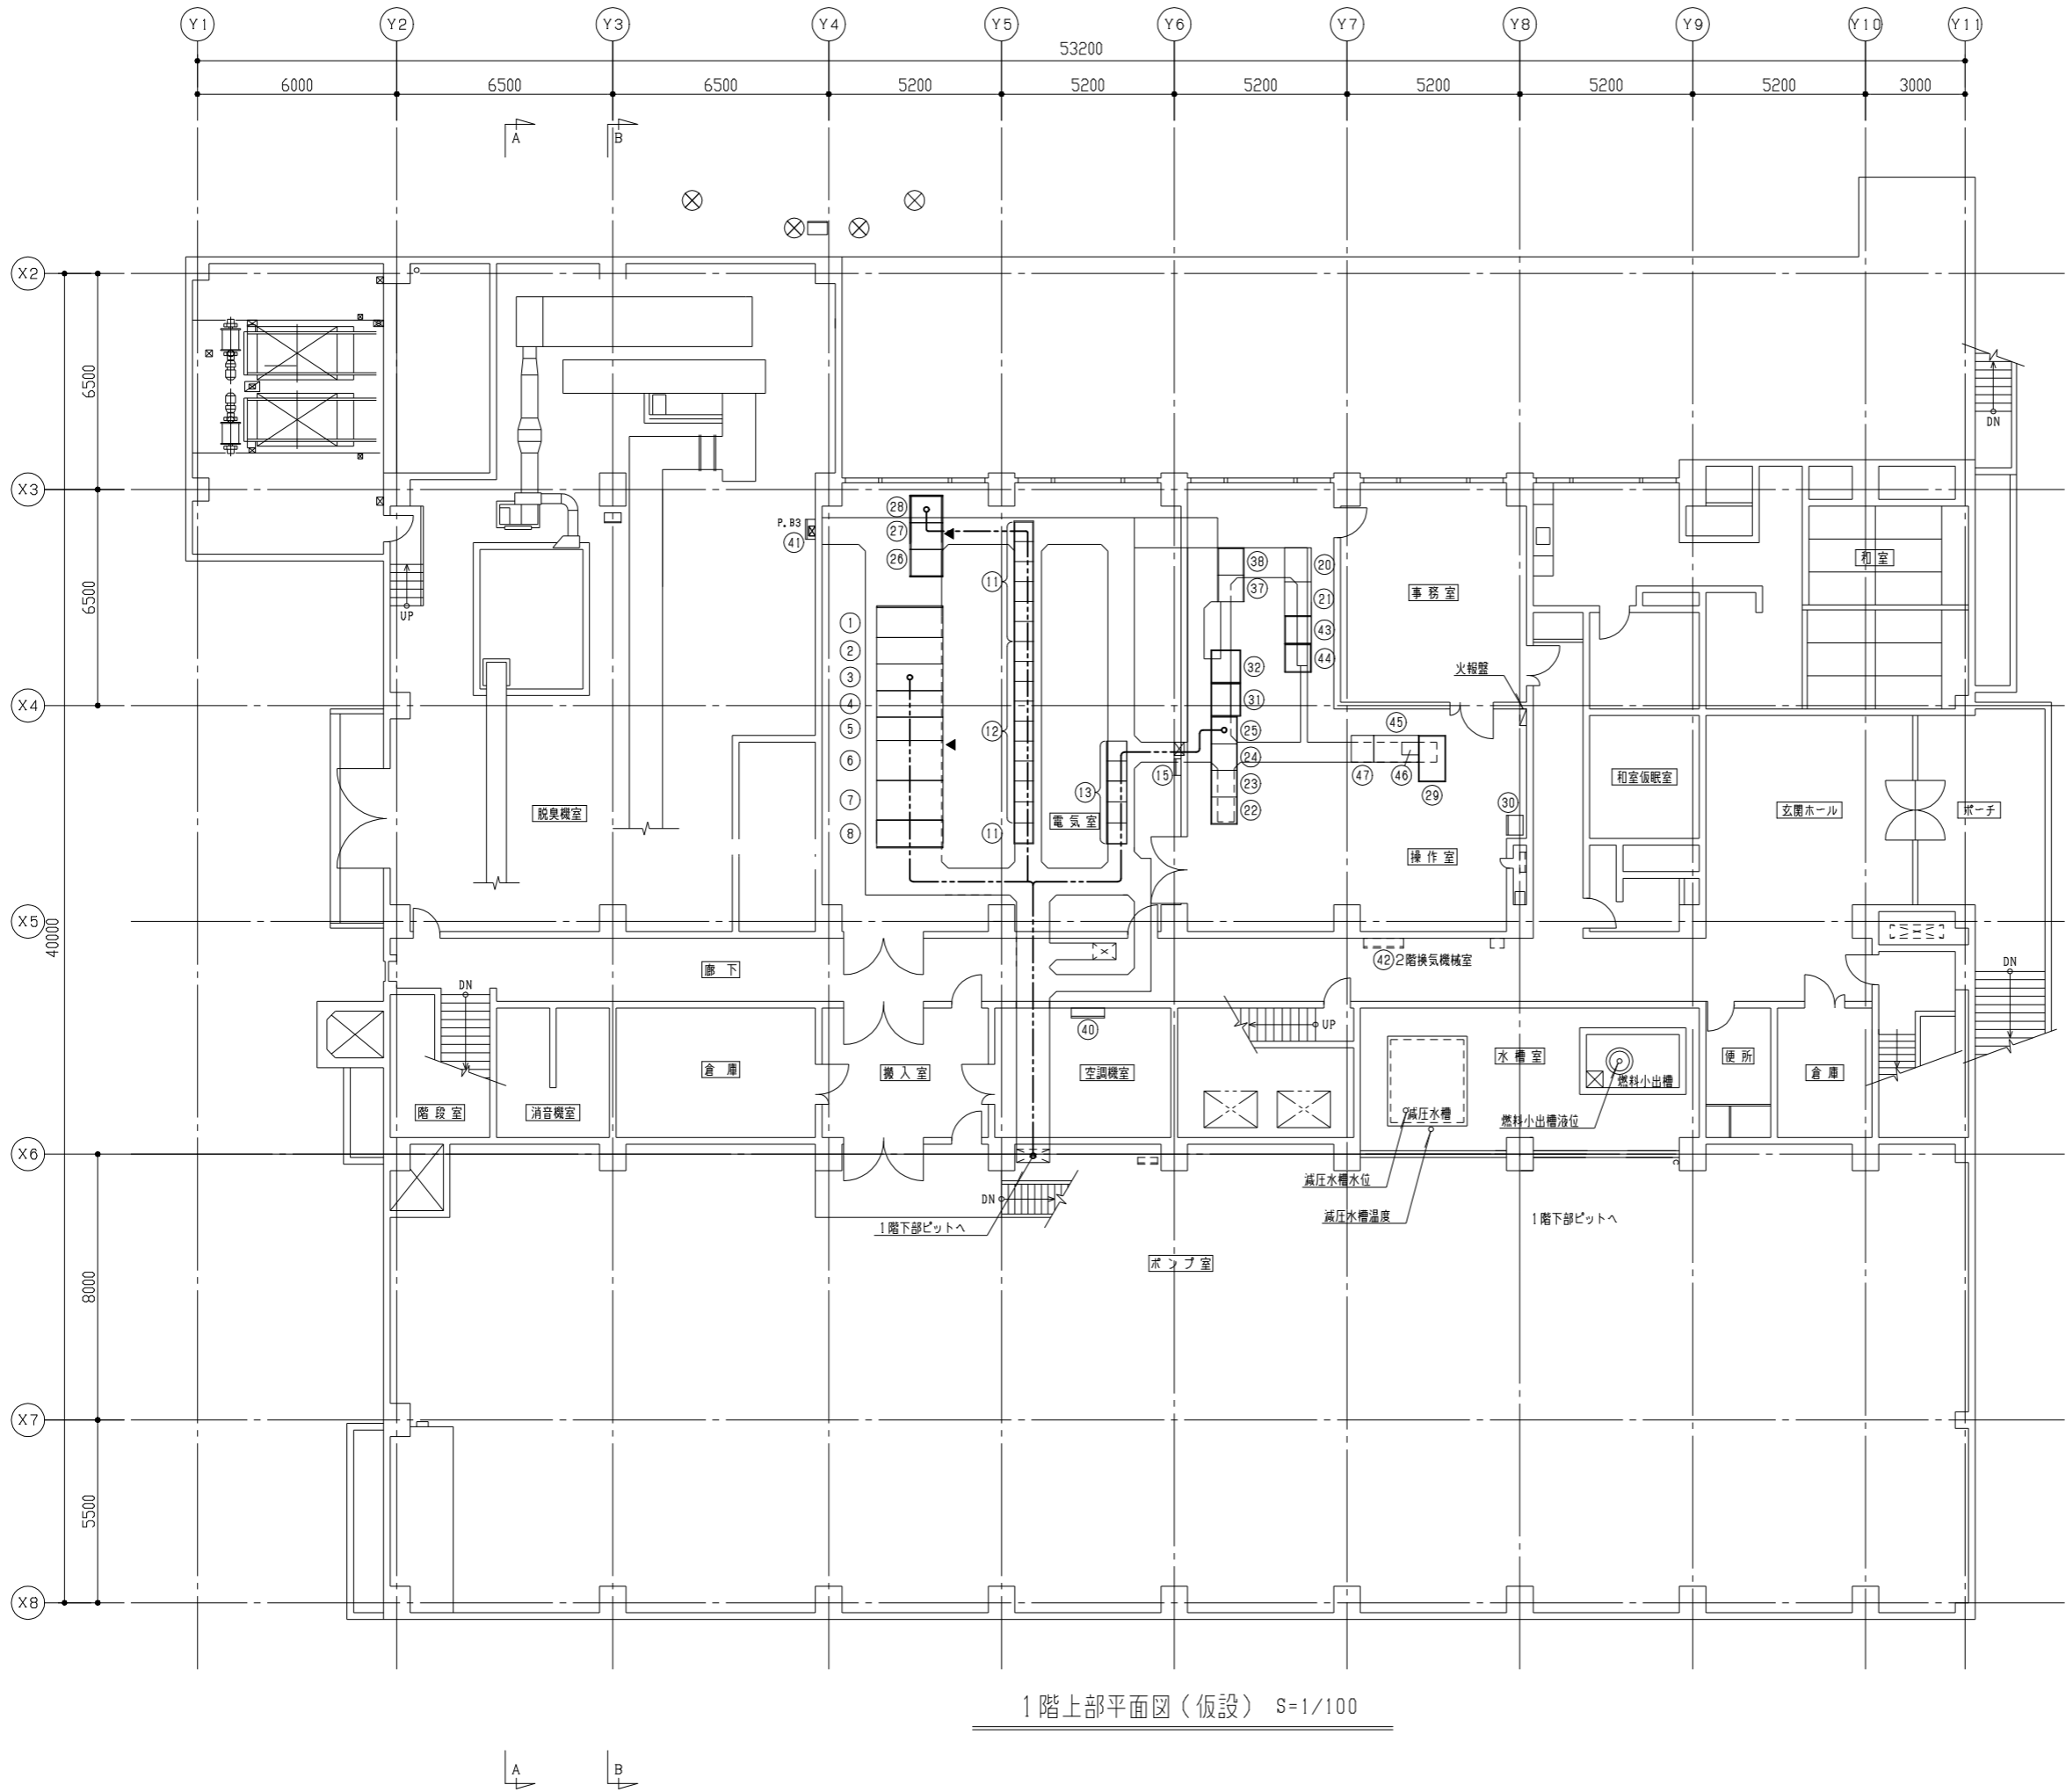 Y1 Y2 Y3 Y4 Y5 Y6 Y7 Y8 Y9 Y10 Y11
53200
6000 6500 6500 5200 5200 5200 5200 5200 5200 3000
A B
X2
6500
DN
X3
28
P.B3
27
41
26
38 20
和室
11
37
6500
21
事務室
UP
1
43
2
44
32
火報盤
3
31
X4
4
45
5
25
12
6
24
15
47
46
和室仮眠室
23
29
13
7
22
30
脱臭機室
玄関ホール
ポーチ
電気室
8
11
操作室
X5
40000
42 2階換気機械室
廊下
DN
DN
40
UP
水槽室
便所
倉庫
搬入室
空調機室
倉庫
燃料小出槽
階段室
消音機室
減圧水槽
燃料小出槽液位
X6
減圧水槽水位
DN
減圧水槽温度
1階下部ピットへ
1階下部ピットへ
ポンプ室
8000
X7
5500
X8
1階上部平面図(仮設) S=1/100
A B